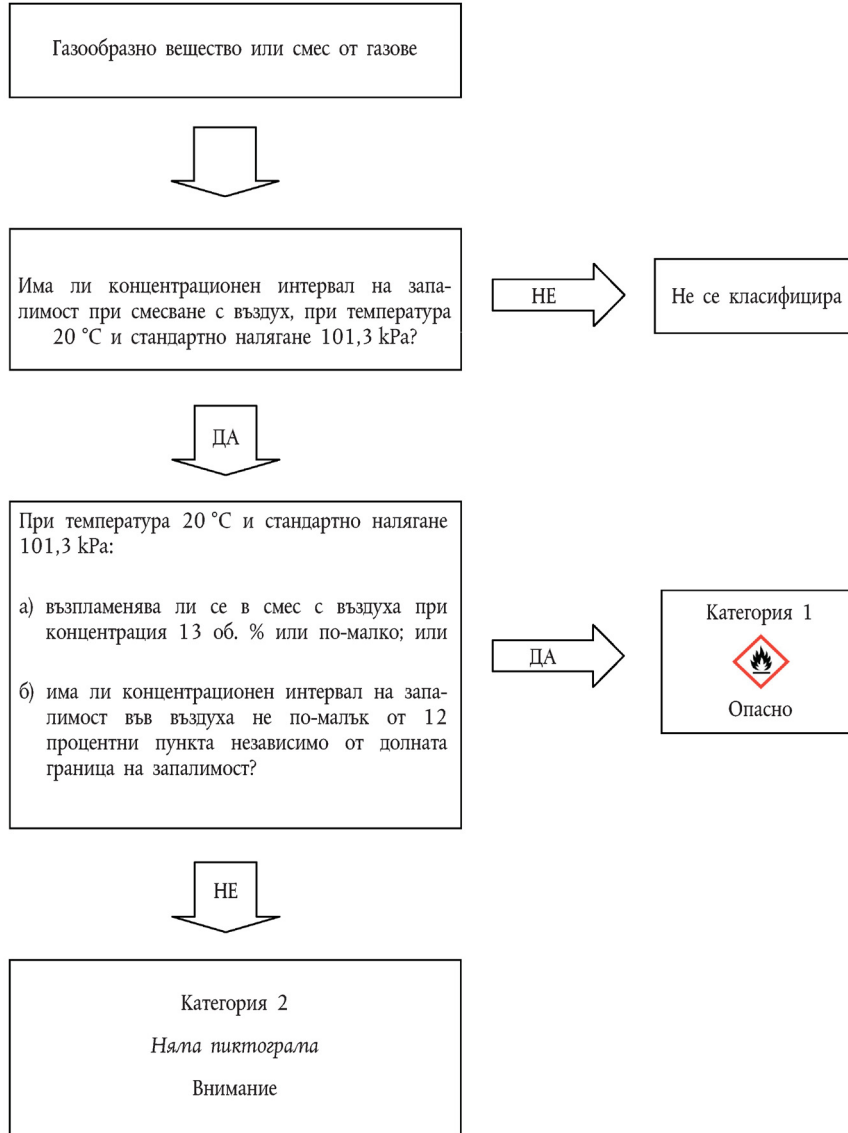 Газообразно вещество или смес от газове
Има ли концентрационен интервал на запа-
лимост при смесване с въздух, при температура
20 °C и стандартно налягане 101,3 kPa?
НЕ
Не се класифицира
ДА
При температура 20 °C и стандартно налягане
101,3 kPa:
а) възпламенява ли се в смес с въздуха при
концентрация 13 об. % или по-малко; или
б) има ли концентрационен интервал на запа-
лимост във въздуха не по-малък от 12
процентни пункта независимо от долната
граница на запалимост?
ДА
Категория 1
Опасно
НЕ
Категория 2
Няма пиктограма
Внимание